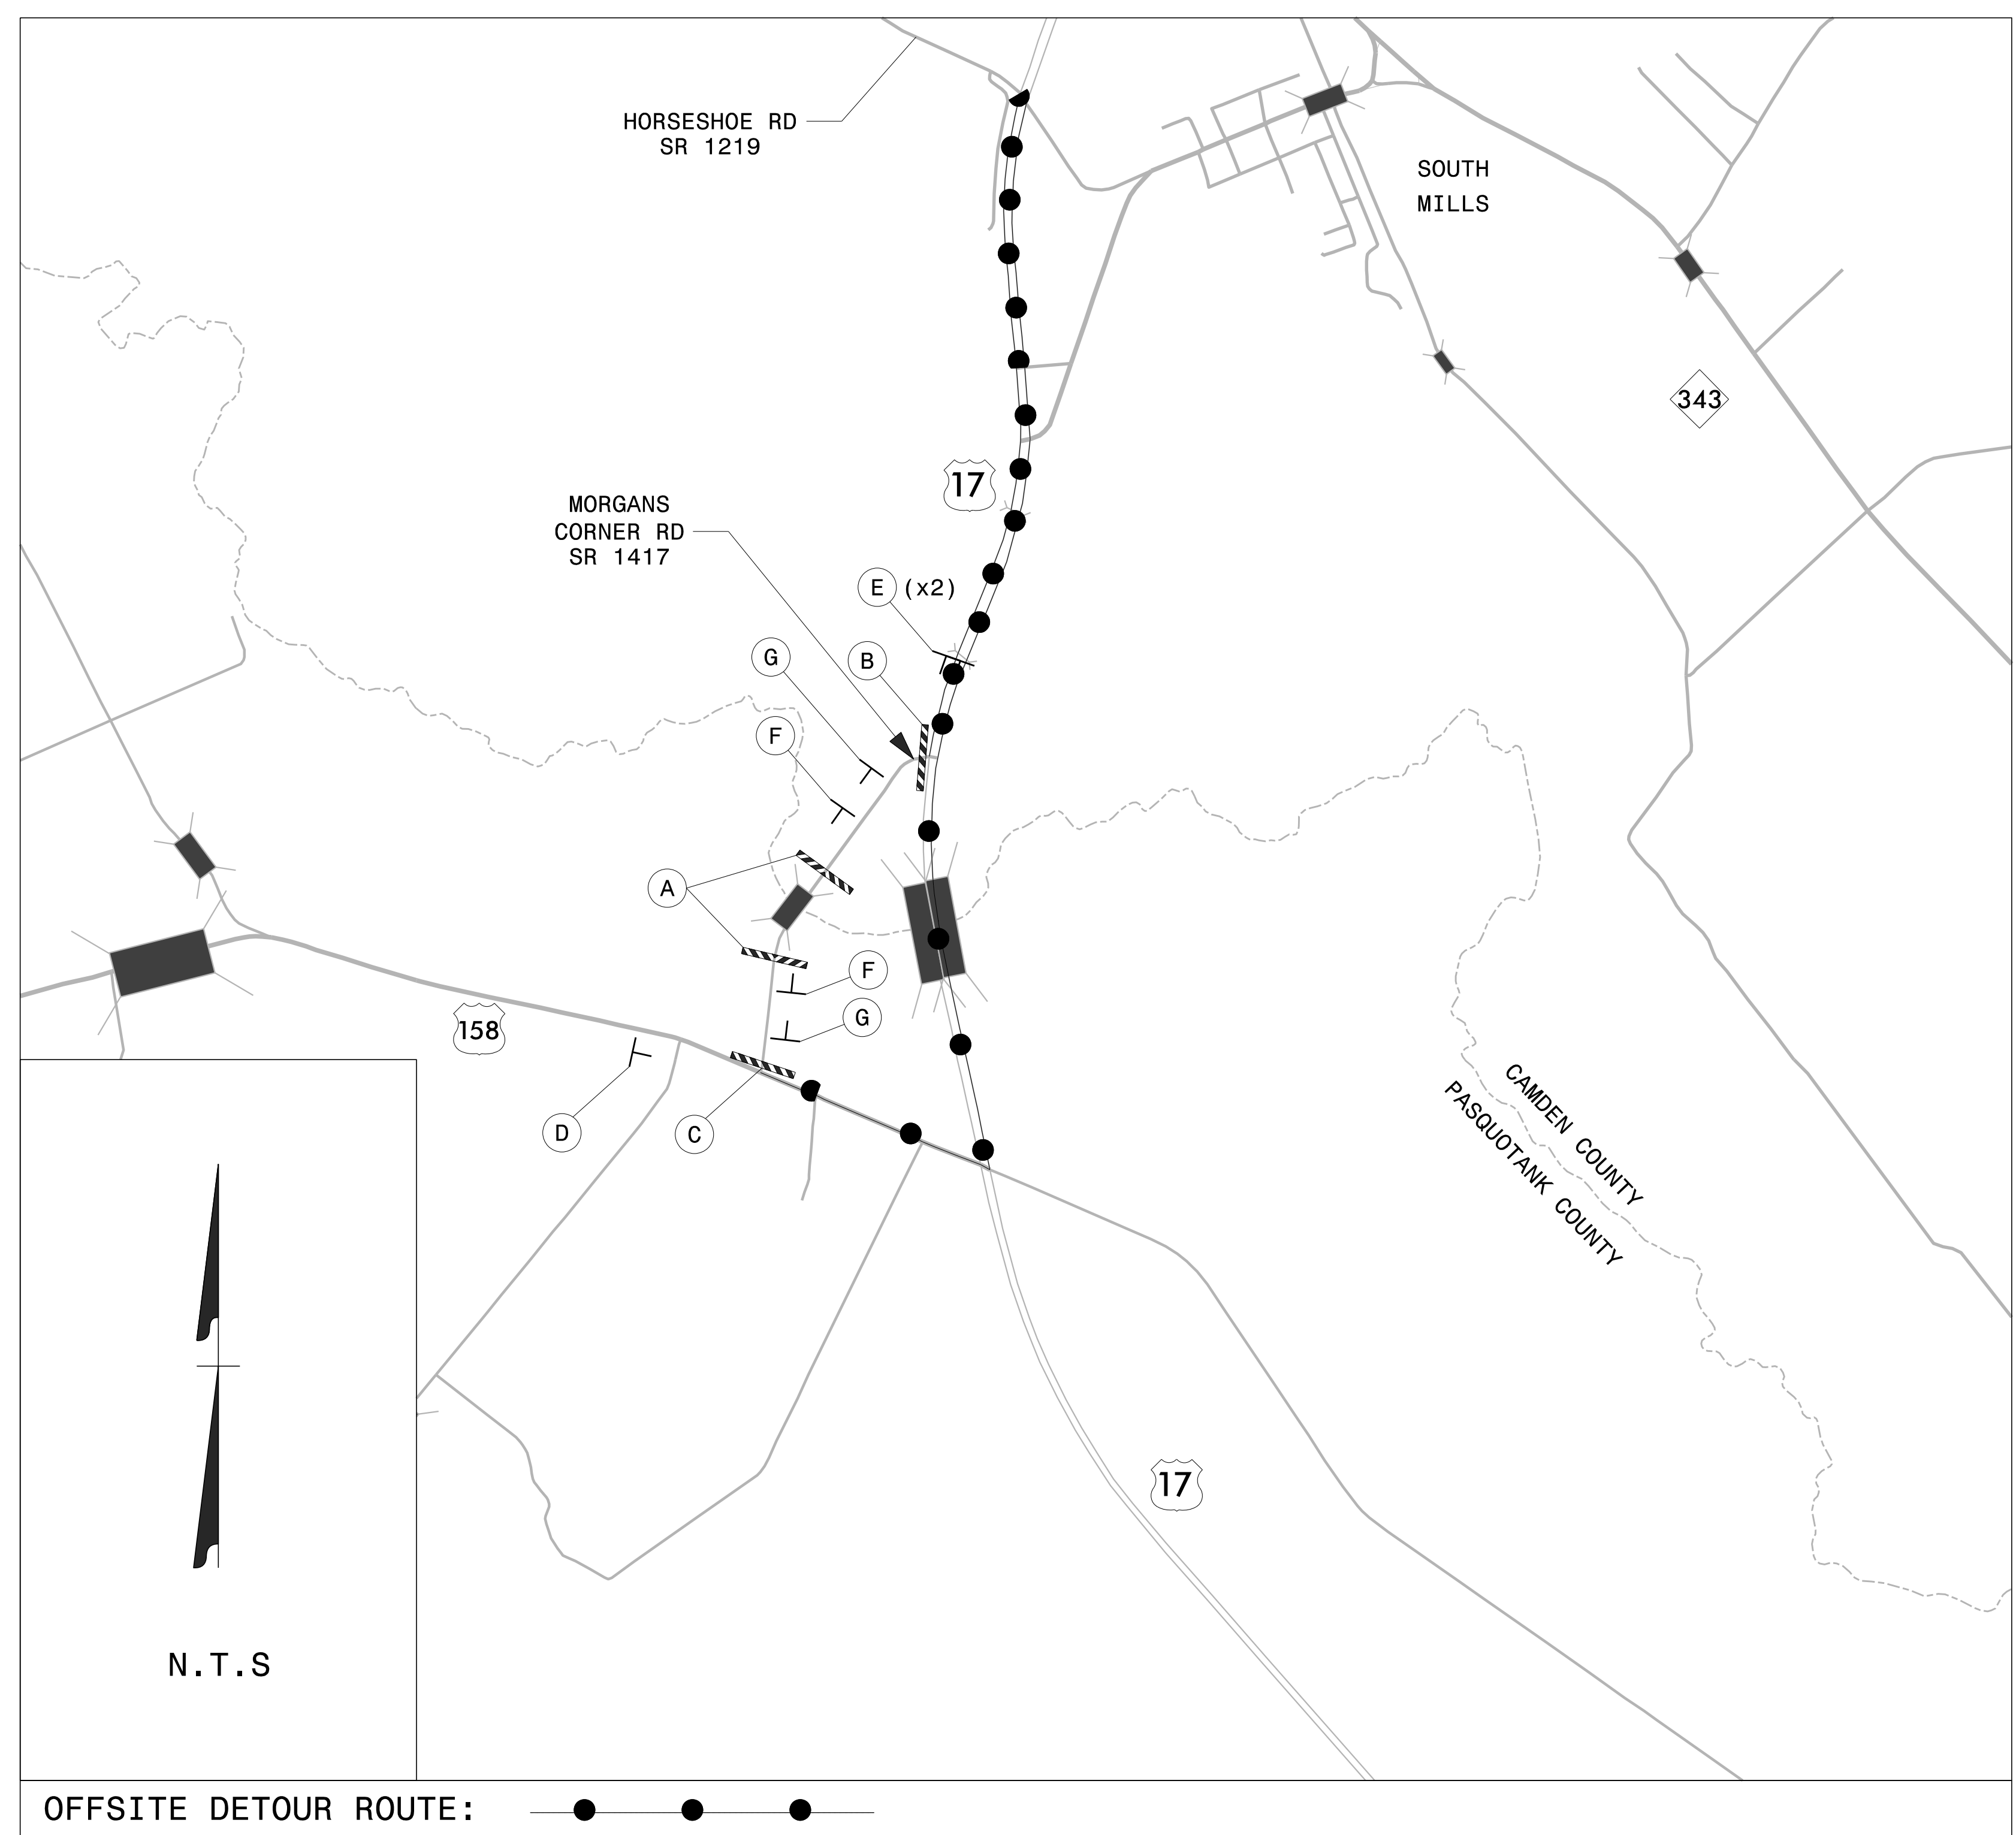 HORSESHOE RD
SR 1219
SOUTH
MILLS
343
17
MORGANS
CORNER RD
SR 1417
E (x2)
G
B
F
A
F
G
158
D
C
CAMDEN COUNTY
PASQUOTANK COUNTY
17
N.T.S
OFFSITE DETOUR ROUTE: